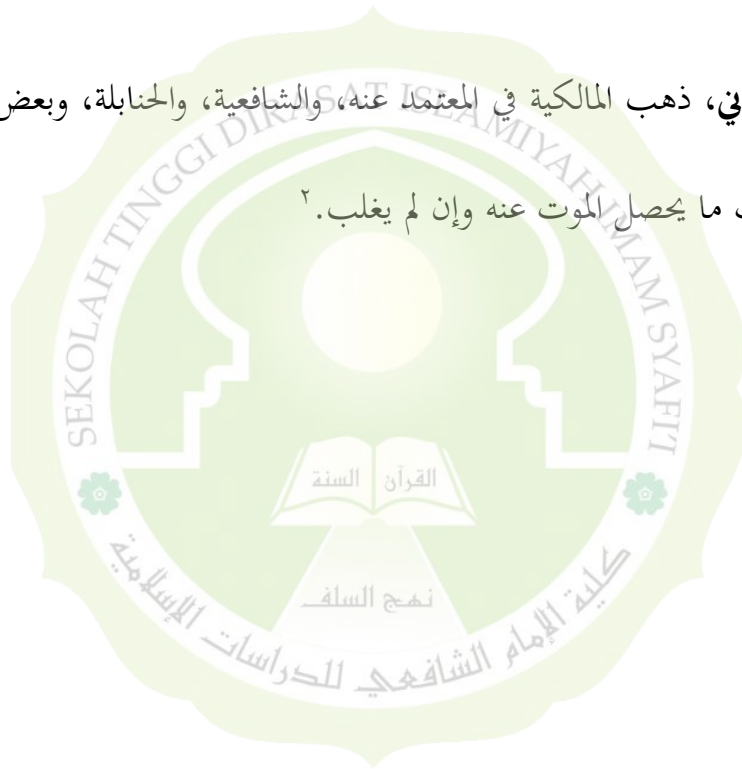 ذهب المالكية في المعتمد عنه، والشافعية، والحنابلة، وبعض
ما يحصل الموت عنه وإن لم يغلب.٢
SEKOLAH TINGGI DIRASAT ISLAMIYAH IMAM SYAFI'I
القرآن السنة
نهج السلف
كلية الإمام الشافعي للدراسات الإسلامية